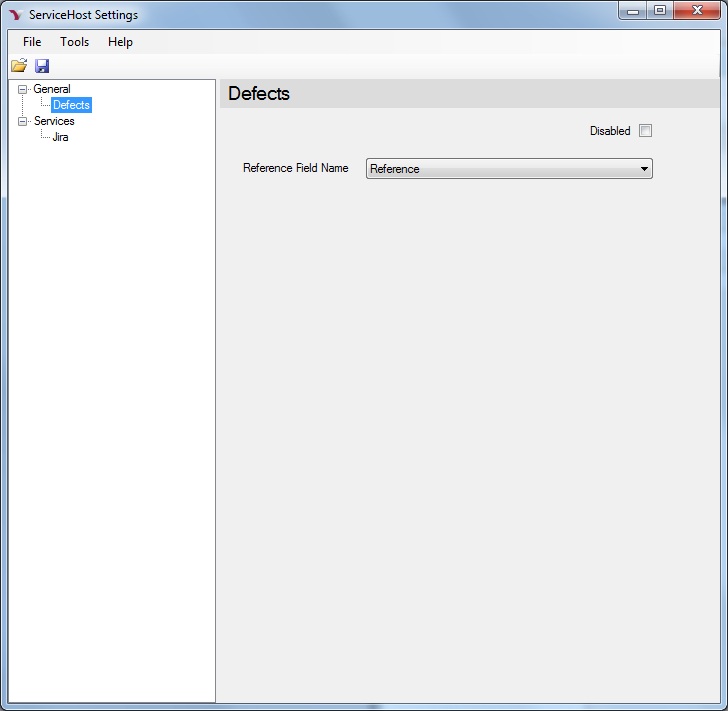 ServiceHost Settings
File Tools Help
General
Defects
Services
Jira
Defects
Disabled
Reference Field Name Reference